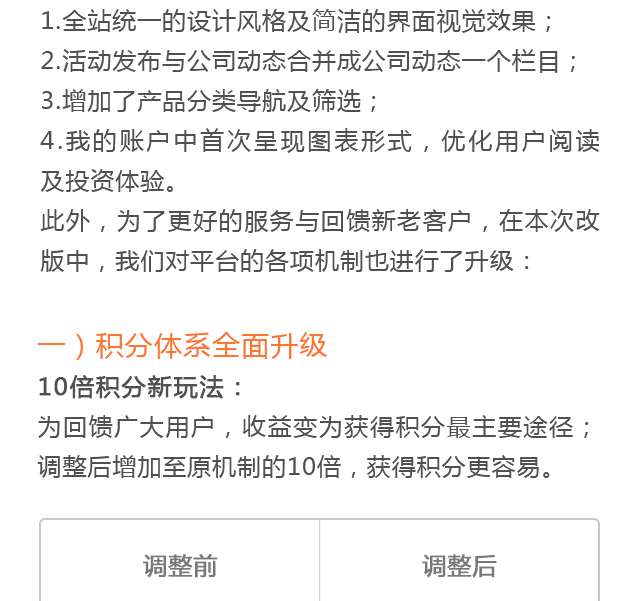 1.全站统一的设计风格及简洁的界面视觉效果；
2.活动发布与公司动态合并成公司动态一个栏目；
3.增加了产品分类导航及筛选；
4.我的账户中首次呈现图表形式，优化用户阅读
及投资体验。
此外，为了更好的服务与回馈新老客户，在本次改
版中，我们对平台的各项机制也进行了升级：
一）积分体系全面升级
10倍积分新玩法：
为回馈广大用户，收益变为获得积分最主要途径；
调整后增加至原机制的10倍，获得积分更容易。
调整前
调整后